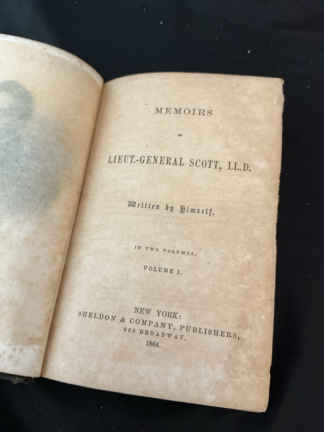 MEMOIRS
OF
LIEUT.-GENERAL SCOTT, LL.D.
Written by Himself.
IN TWO VOLUMES.
VOLUME I.
NEW YORK:
SHELDON & COMPANY, PUBLISHERS,
BROADWAY.
1864.